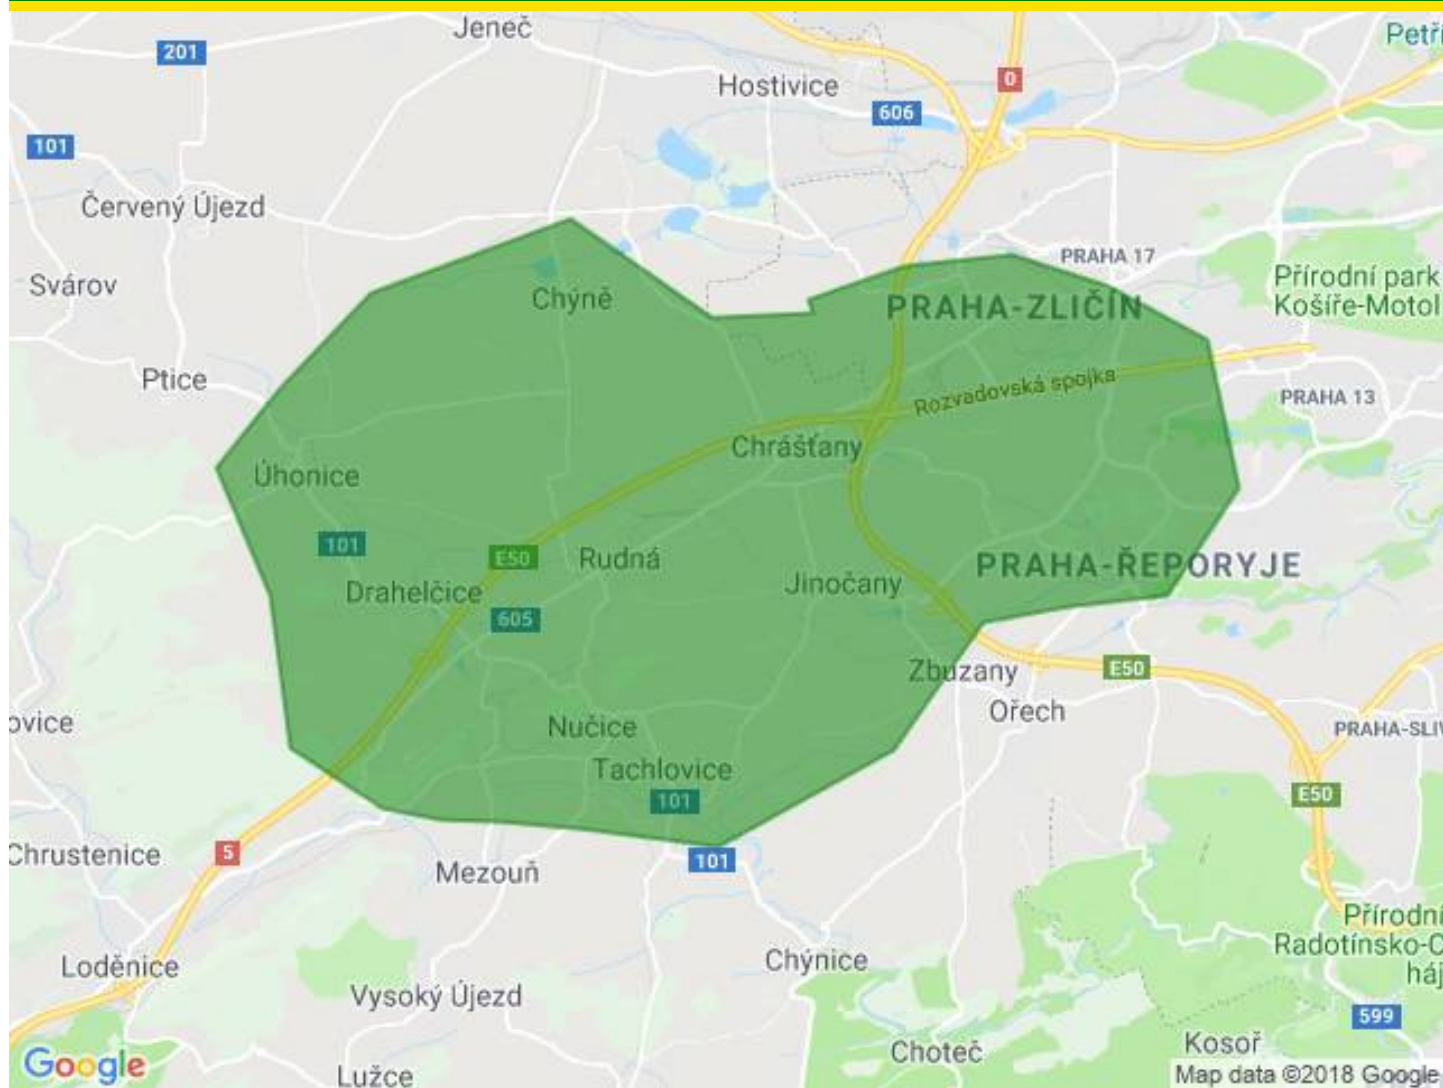 Jeneč
Petří
201
Hostivice
0
606
101
Červený Újezd
PRAHA 17
Svárov
Chýně
Přírodní park
Košíře-Motol
PRAHA-ZLIČÍN
Ptice
Rozvadovská spojka
PRAHA 13
Chrášťany
Úhonice
101
E50
Rudná
PRAHA-ŘEPORYJE
Jinočany
Drahelčice
605
Zbuzany
E50
Ořech
ovice
Nučice
PRAHA-SLIV
Tachlovice
101
E50
Chrustenice
5
101
Mezouň
Přírodní
Radotínsko-C
háj
Loděnice
Chýnice
Vysoký Újezd
599
Choteč
Kosoř
Google
Lužce
Map data ©2018 Google